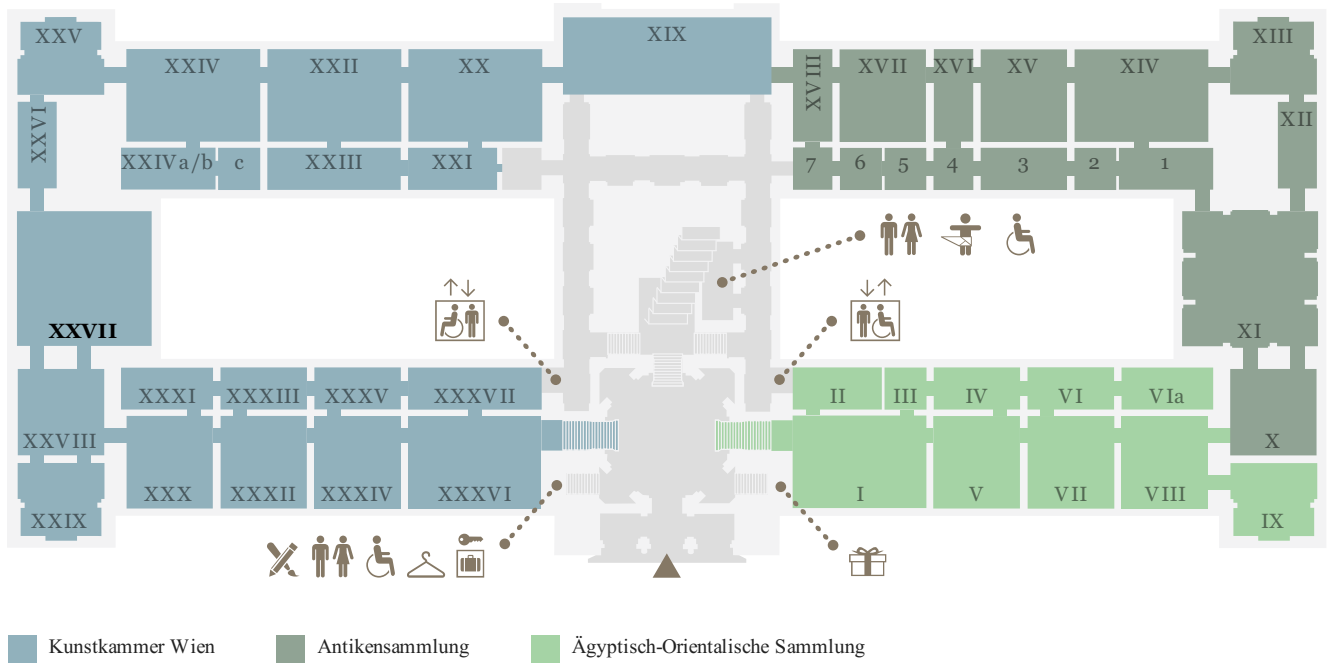 XXV
XXIV
XXII
XX
XIX
XVIII
XVII
XVI
XV
XIV
XIII
XXVI
XII
XXIVa/b
c
XXIII
XXI
7
6
5
4
3
2
1
XXVII
XI
XXXI
XXXIII
XXXV
XXXVII
II
III
IV
VI
VIa
XXVIII
X
XXX
XXXII
XXXIV
XXXVI
I
V
VII
VIII
XXIX
IX
Kunstkammer Wien
Antikensammlung
Ägyptisch-Orientalische Sammlung